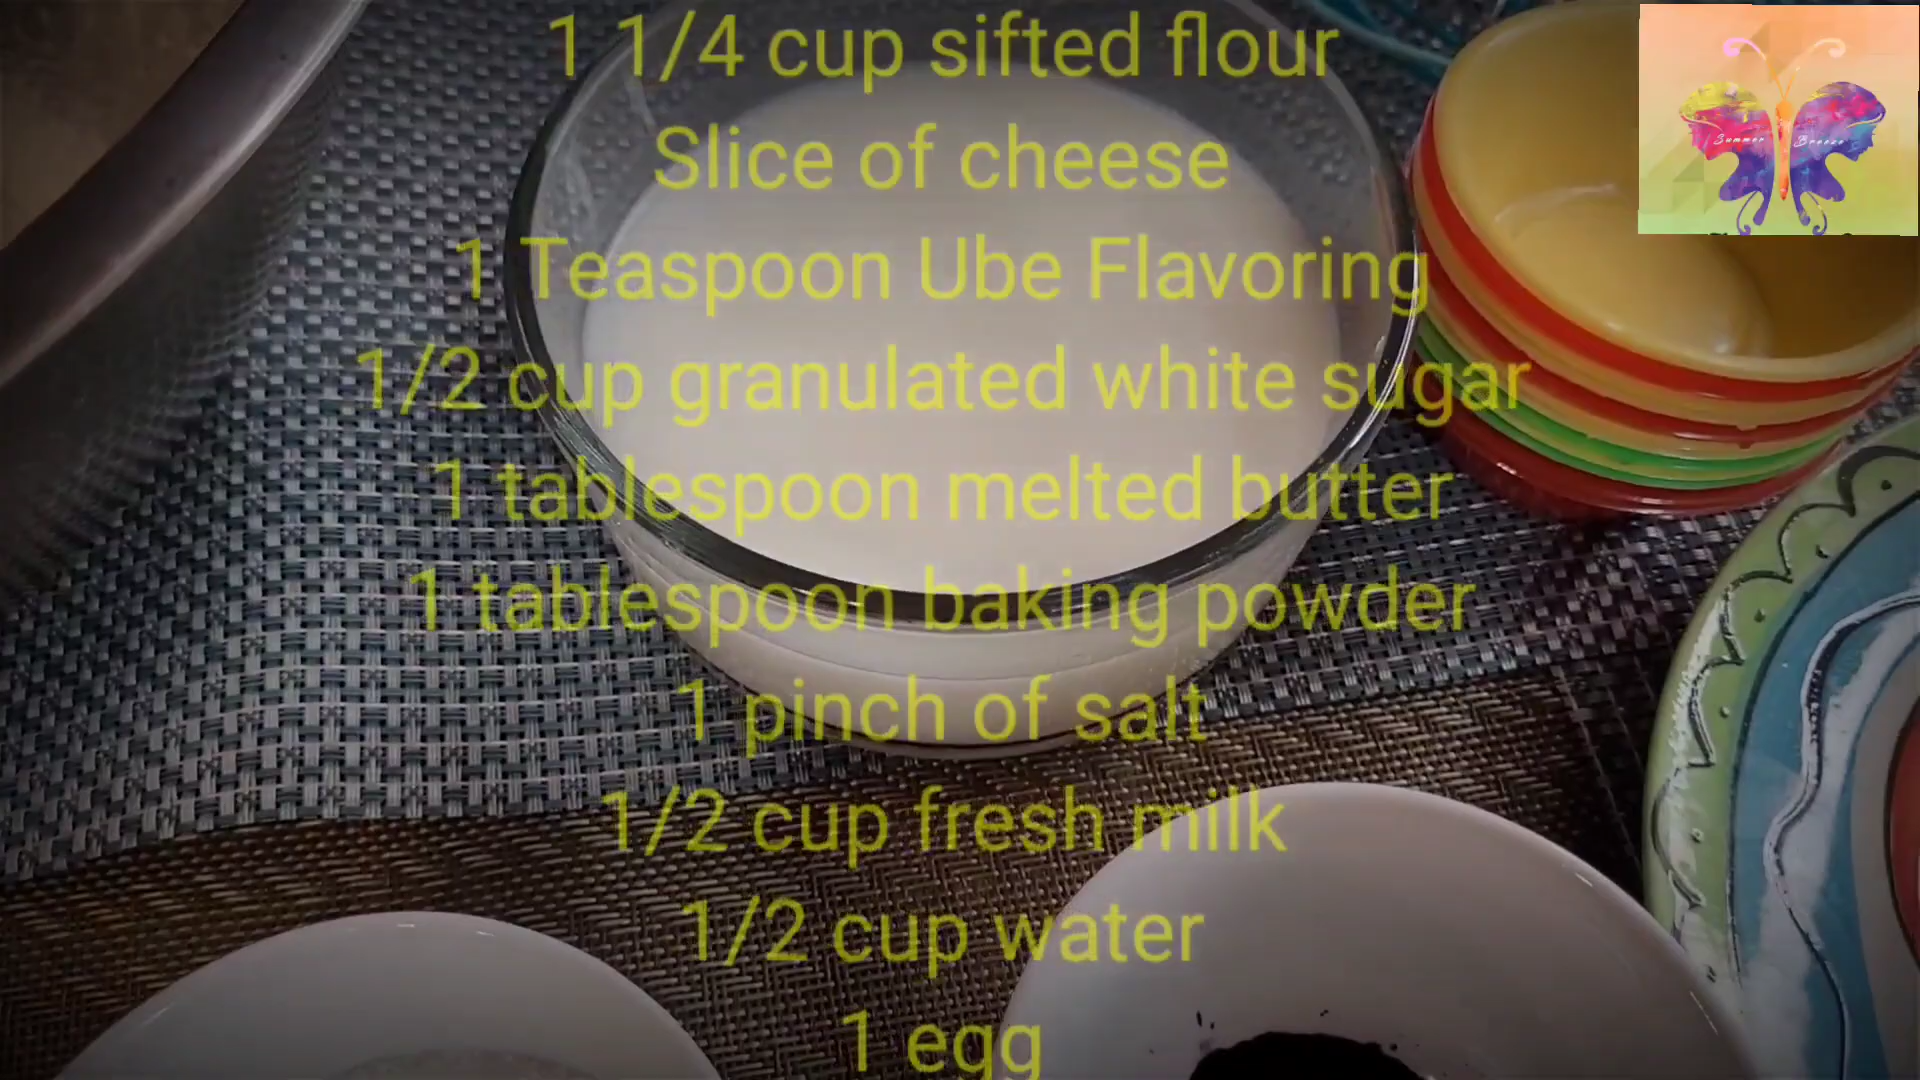 1 1/4 cup sifted flour
Slice of cheese
1 Teaspoon Ube Flavoring
1/2 cup granulated white sugar
1 tablespoon melted butter
1 tablespoon baking powder
1 pinch of salt
1/2 cup fresh milk
1/2 cup water
1 egg
Summer Breeze